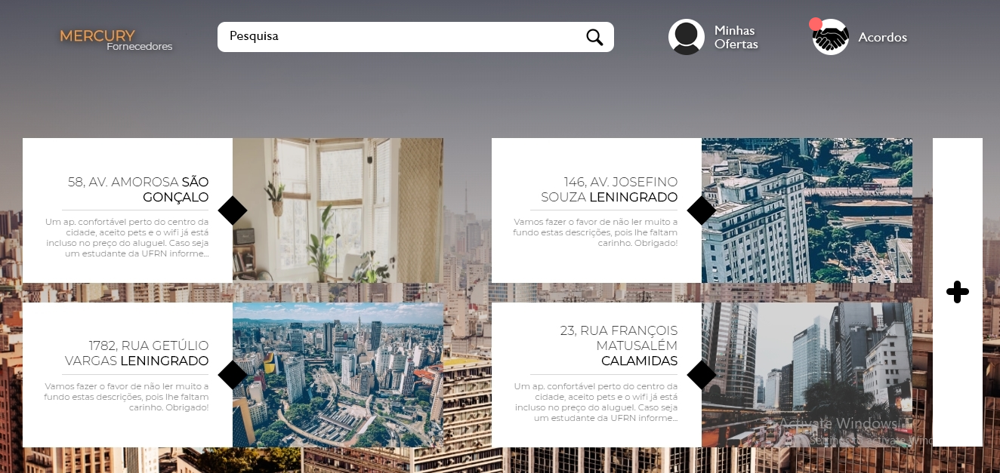 MERCURY
Fornecedores
Pesquisa
Minhas
Ofertas
Acordos
58, AV. AMOROSA SÃO
GONÇALO
Um ap. confortável perto do centro da
cidade, aceito pets e o wifi já está
incluso no preço do aluguel. Caso seja
um estudante da UFRN informe...
146, AV. JOSEFINO
SOUZA LENINGRADO
Vamos fazer o favor de não ler muito a
fundo estas descrições, pois lhe faltam
carinho. Obrigado!
1782, RUA GETÚLIO
VARGAS LENINGRADO
Vamos fazer o favor de não ler muito a
fundo estas descrições, pois lhe faltam
carinho. Obrigado!
23, RUA FRANÇOIS
MATUSALÉM
CALAMIDAS
Um ap. confortável perto do centro da
cidade, aceito pets e o wifi já está
incluso no preço do aluguel. Caso seja
um estudante da UFRN informe...
Activate Windows